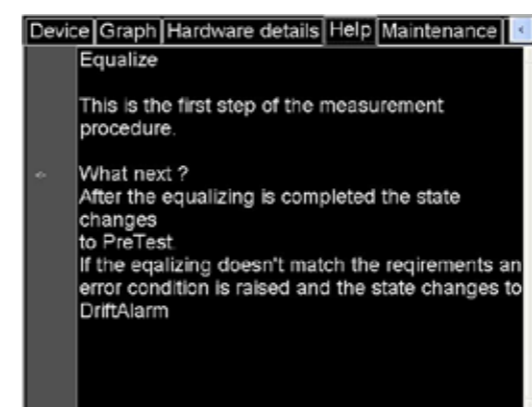 Device Graph Hardware details Help Maintenance
Equalize
This is the first step of the measurement
procedure.
What next ?
After the equalizing is completed the state
changes
to PreTest.
If the eqalizing doesn't match the reqirements an
error condition is raised and the state changes to
DriftAlarm